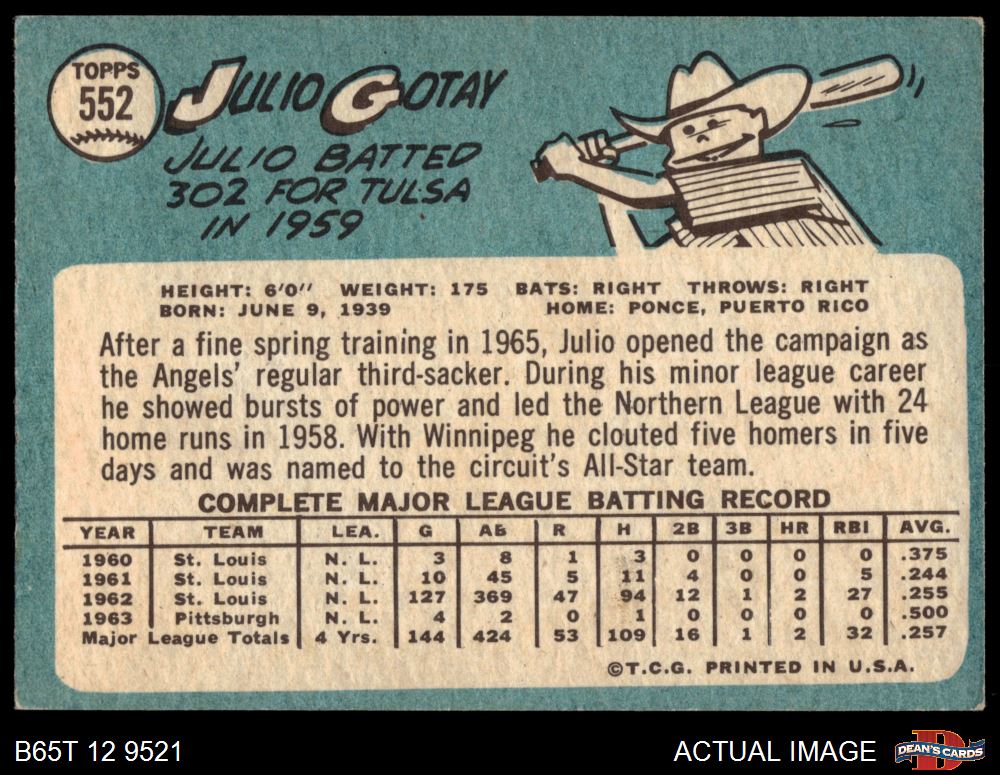 TOPPS
552
JULIO GOTAY
JULIO BATTED
302 FOR TULSA
IN 1959
HEIGHT: 6'0" WEIGHT: 175 BATS: RIGHT THROWS: RIGHT
BORN: JUNE 9, 1939 HOME: PONCE, PUERTO RICO
After a fine spring training in 1965, Julio opened the campaign as
the Angels' regular third-sacker. During his minor league career
he showed bursts of power and led the Northern League with 24
home runs in 1958. With Winnipeg he clouted five homers in five
days and was named to the circuit's All-Star team.
COMPLETE MAJOR LEAGUE BATTING RECORD
YEAR TEAM LEA. G AB R H 2B 3B HR RBI AVG.
1960 St. Louis N. L. 3 8 1 3 0 0 0 0 .375
1961 St. Louis N. L. 10 45 5 11 4 0 0 5 .244
1962 St. Louis N. L. 127 369 47 94 12 1 2 27 .255
1963 Pittsburgh N. L. 4 2 0 1 0 0 0 0 .500
Major League Totals 4 Yrs. 144 424 53 109 16 1 2 32 .257
©T.C.G. PRINTED IN U.S.A.
B65T 12 9521 ACTUAL IMAGE DEAN'S CARDS